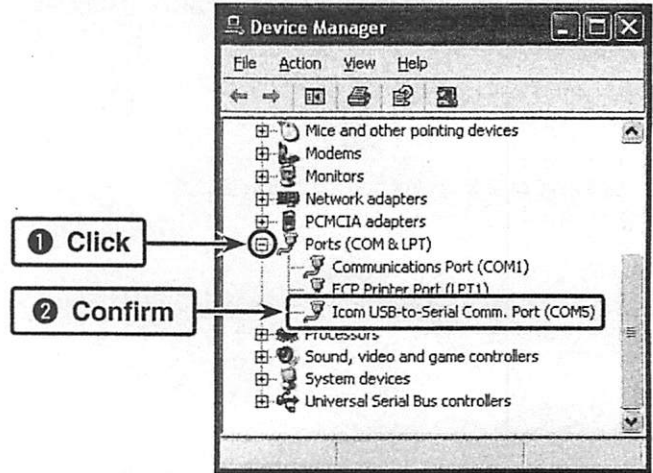 Device Manager
File Action View Help
Mice and other pointing devices
Modems
Monitors
Network adapters
PCMCIA adapters
❶ Click
Ports (COM & LPT)
Communications Port (COM1)
ECP Printer Port (LPT1)
❷ Confirm
Icom USB-to-Serial Comm. Port (COM5)
Processors
Sound, video and game controllers
System devices
Universal Serial Bus controllers